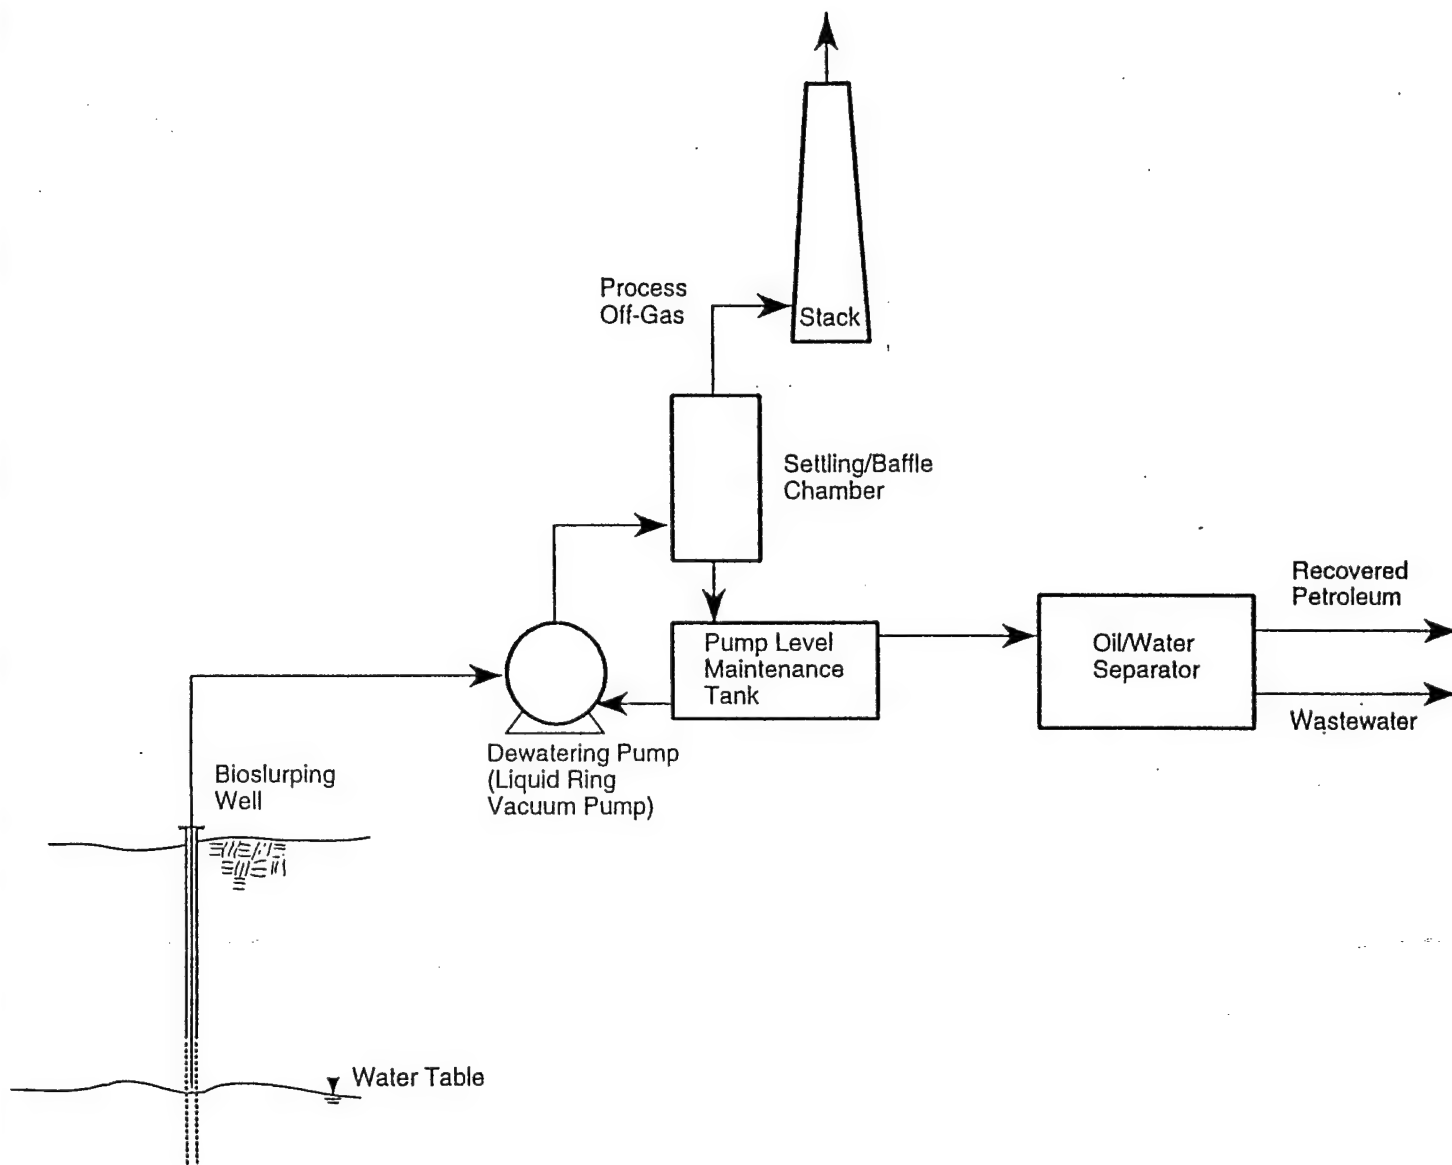 Process
Off-Gas
Stack
Settling/Baffle
Chamber
Recovered
Petroleum
Pump Level
Maintenance
Tank
Oil/Water
Separator
Wastewater
Dewatering Pump
(Liquid Ring
Vacuum Pump)
Bioslurping
Well
Water Table